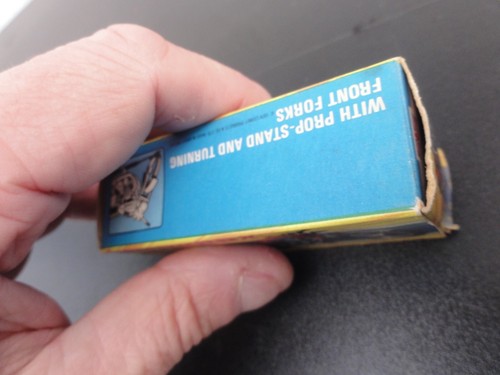 WITH PROP-STAND AND TURNING
FRONT FORKS